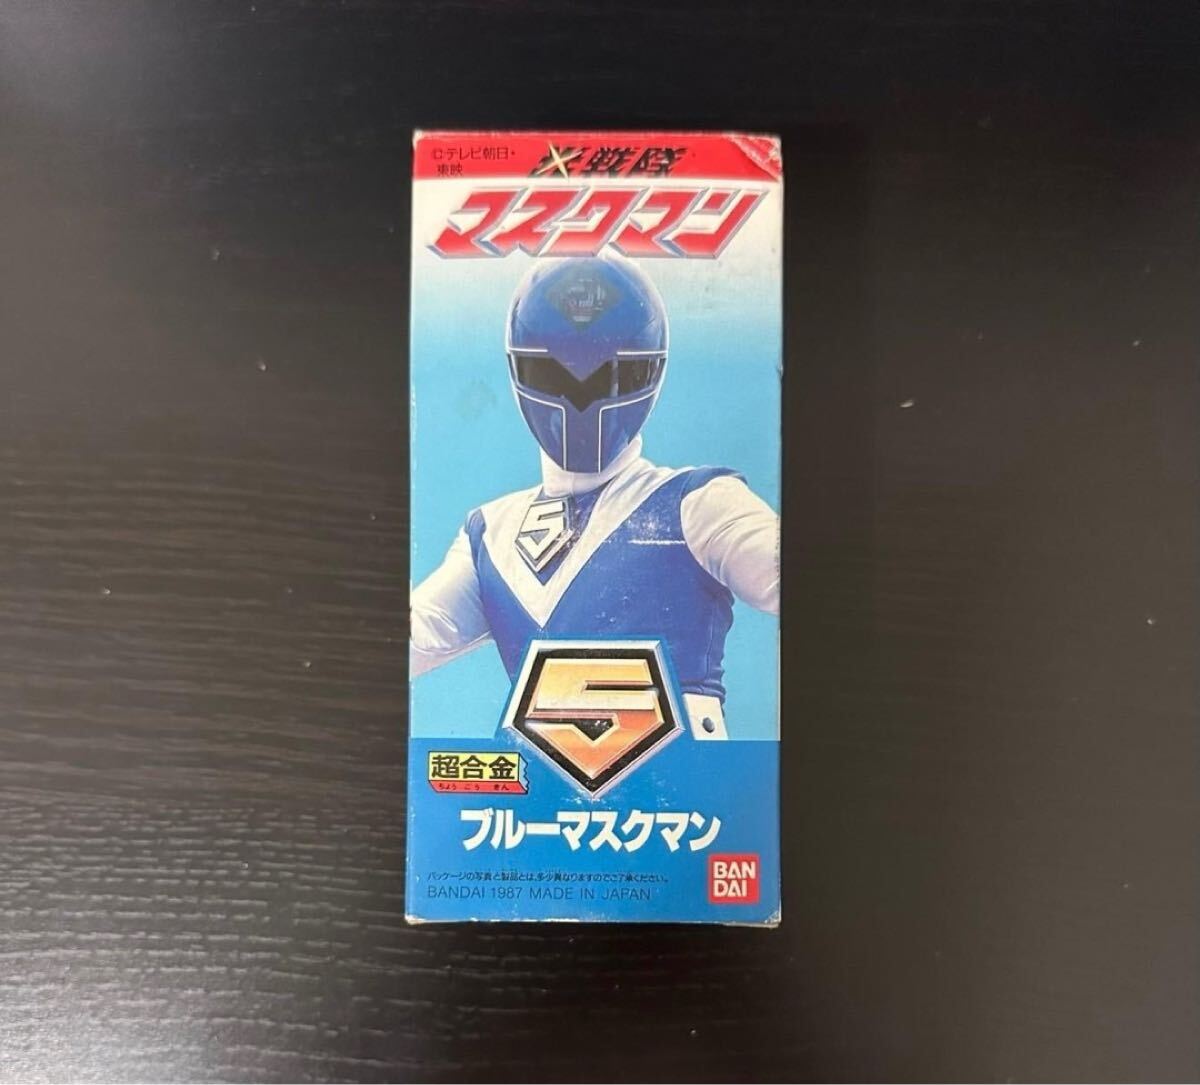 ©テレビ朝日・
東映
光戦隊
マスクマン
5
5
超合金
ちょうごうきん
ブルーマスクマン
パッケージの写真と製品とは、多少異なりますのでご了承ください。
BANDAI 1987 MADE IN JAPAN
BAN
DAI